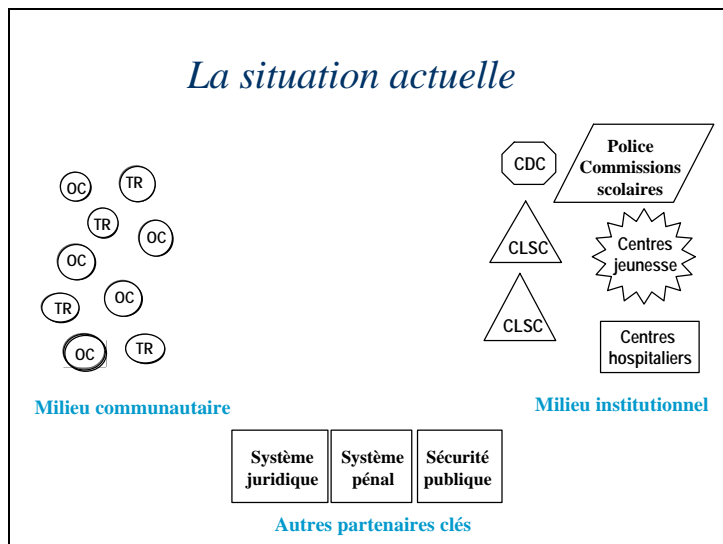 La situation actuelle
OC
TR
TR
OC
OC
OC
TR
OC
TR
Milieu communautaire
CDC
Police
Commissions
scolaires
CLSC
Centres
jeunesse
CLSC
Centres
hospitaliers
Milieu institutionnel
Système
juridique
Système
pénal
Sécurité
publique
Autres partenaires clés